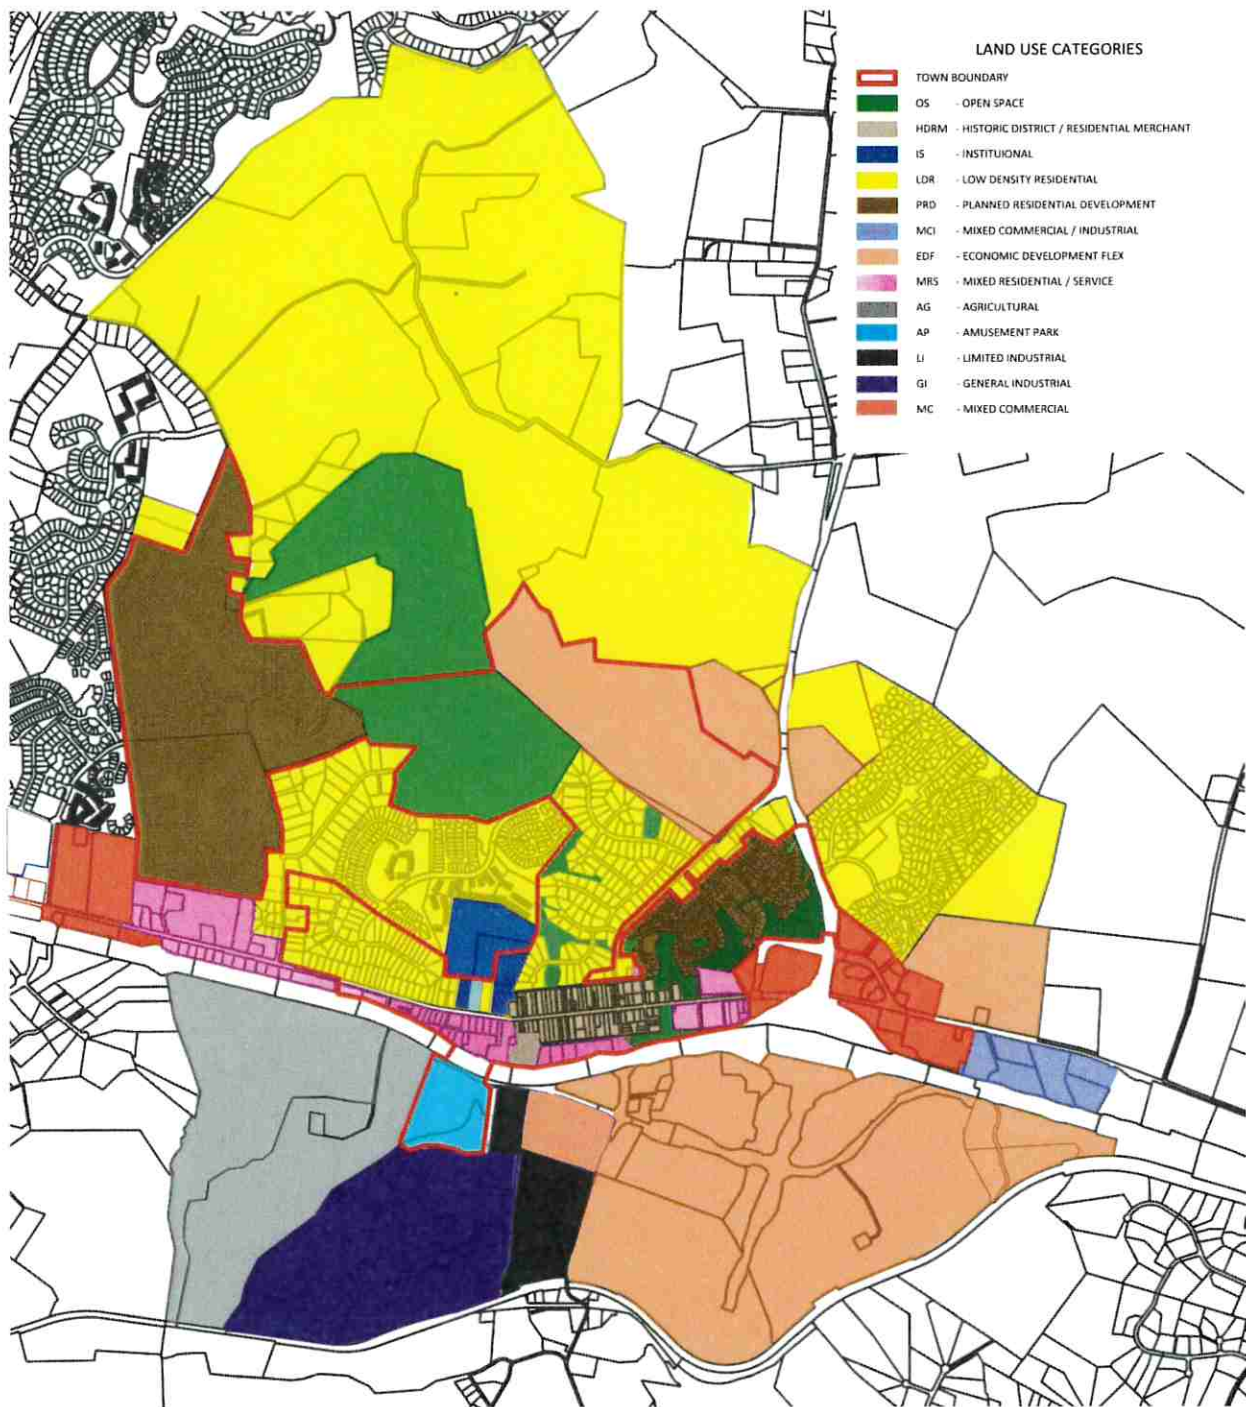 LAND USE CATEGORIES
TOWN BOUNDARY
OS - OPEN SPACE
HDRM - HISTORIC DISTRICT / RESIDENTIAL MERCHANT
IS - INSTITUIONAL
LDR - LOW DENSITY RESIDENTIAL
PRD - PLANNED RESIDENTIAL DEVELOPMENT
MCI - MIXED COMMERCIAL / INDUSTRIAL
EDF - ECONOMIC DEVELOPMENT FLEX
MRS - MIXED RESIDENTIAL / SERVICE
AG - AGRICULTURAL
AP - AMUSEMENT PARK
LI - LIMITED INDUSTRIAL
GI - GENERAL INDUSTRIAL
MC - MIXED COMMERCIAL